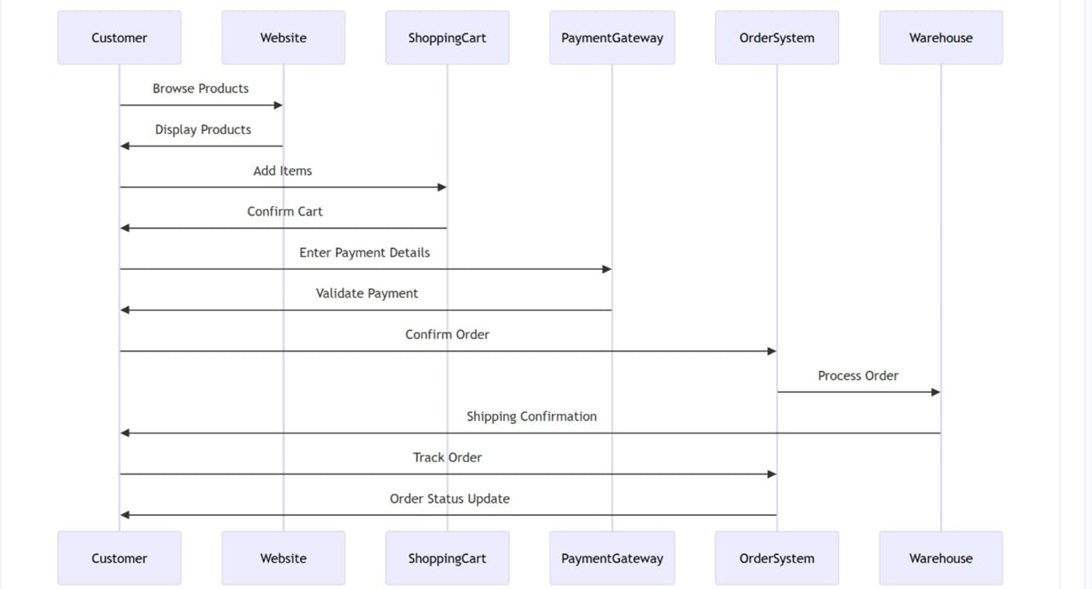 Customer Website ShoppingCart PaymentGateway OrderSystem Warehouse
Browse Products
Display Products
Add Items
Confirm Cart
Enter Payment Details
Validate Payment
Confirm Order
Process Order
Shipping Confirmation
Track Order
Order Status Update
Customer Website ShoppingCart PaymentGateway OrderSystem Warehouse